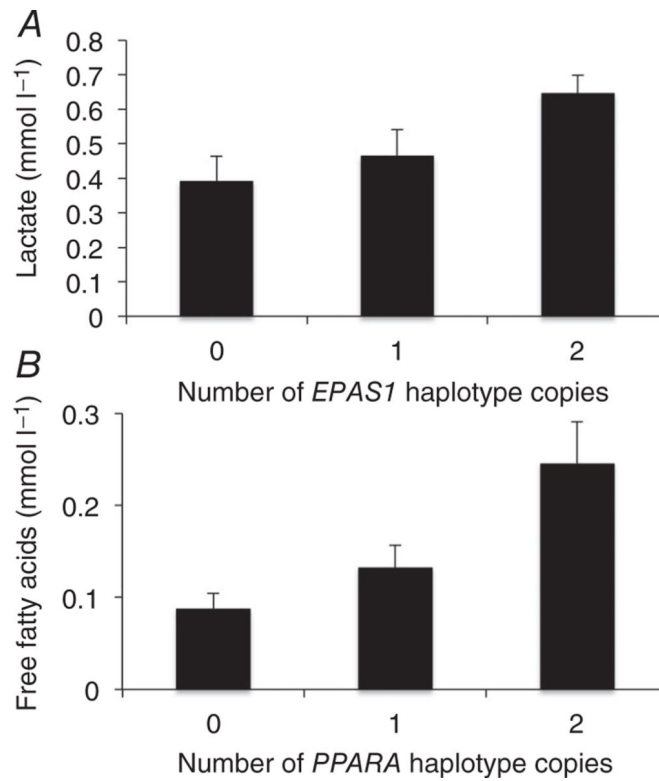 A
0.8
0.7
0.6
0.5
0.4
0.3
0.2
0.1
0
Lactate (mmol l⁻¹)
0 1 2
Number of EPAS1 haplotype copies
B
0.3
0.2
0.1
0
Free fatty acids (mmol l⁻¹)
0 1 2
Number of PPARA haplotype copies